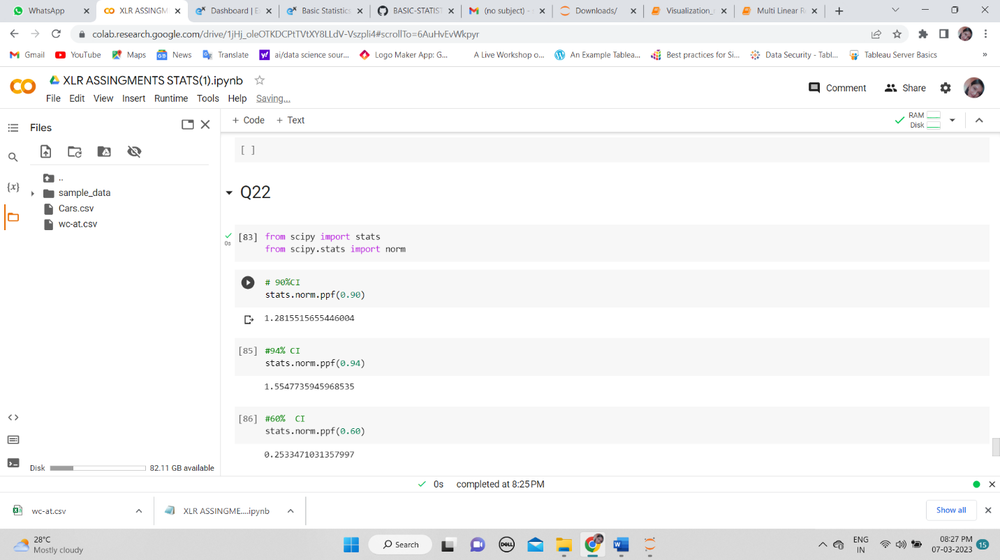 WhatsApp
XLR ASSINGM
Dashboard | E
Basic Statistics
BASIC-STATIST
(no subject) -
Downloads/
Visualization_
Multi Linear R
colab.research.google.com/drive/1jHj_oleOTKDCPtTVtXY8LLdV-Vszpli4#scrollTo=6AuHvEvWkpyr
Gmail
YouTube
Maps
News
Translate
ai/data science sour...
Logo Maker App: G...
A Live Workshop o...
An Example Tablea...
Best practices for Si...
Data Security - Tabl...
Tableau Server Basics
»
XLR ASSINGMENTS STATS(1).ipynb
File Edit View Insert Runtime Tools Help Saving...
Comment
Share
Files
+ Code + Text
RAM
Disk
{x}
..
sample_data
Cars.csv
wc-at.csv
[ ]
Q22
0s
[83] from scipy import stats
from scipy.stats import norm
# 90%CI
stats.norm.ppf(0.90)
1.2815515655446004
[85] #94% CI
stats.norm.ppf(0.94)
1.5547735945968535
[86] #60%  CI
stats.norm.ppf(0.60)
0.2533471031357997
Disk 82.11 GB available
0s completed at 8:25 PM
wc-at.csv
XLR ASSINGME....ipynb
Show all
28°C
Mostly cloudy
Search
DELL
ENG
IN
08:27 PM
07-03-2023
15